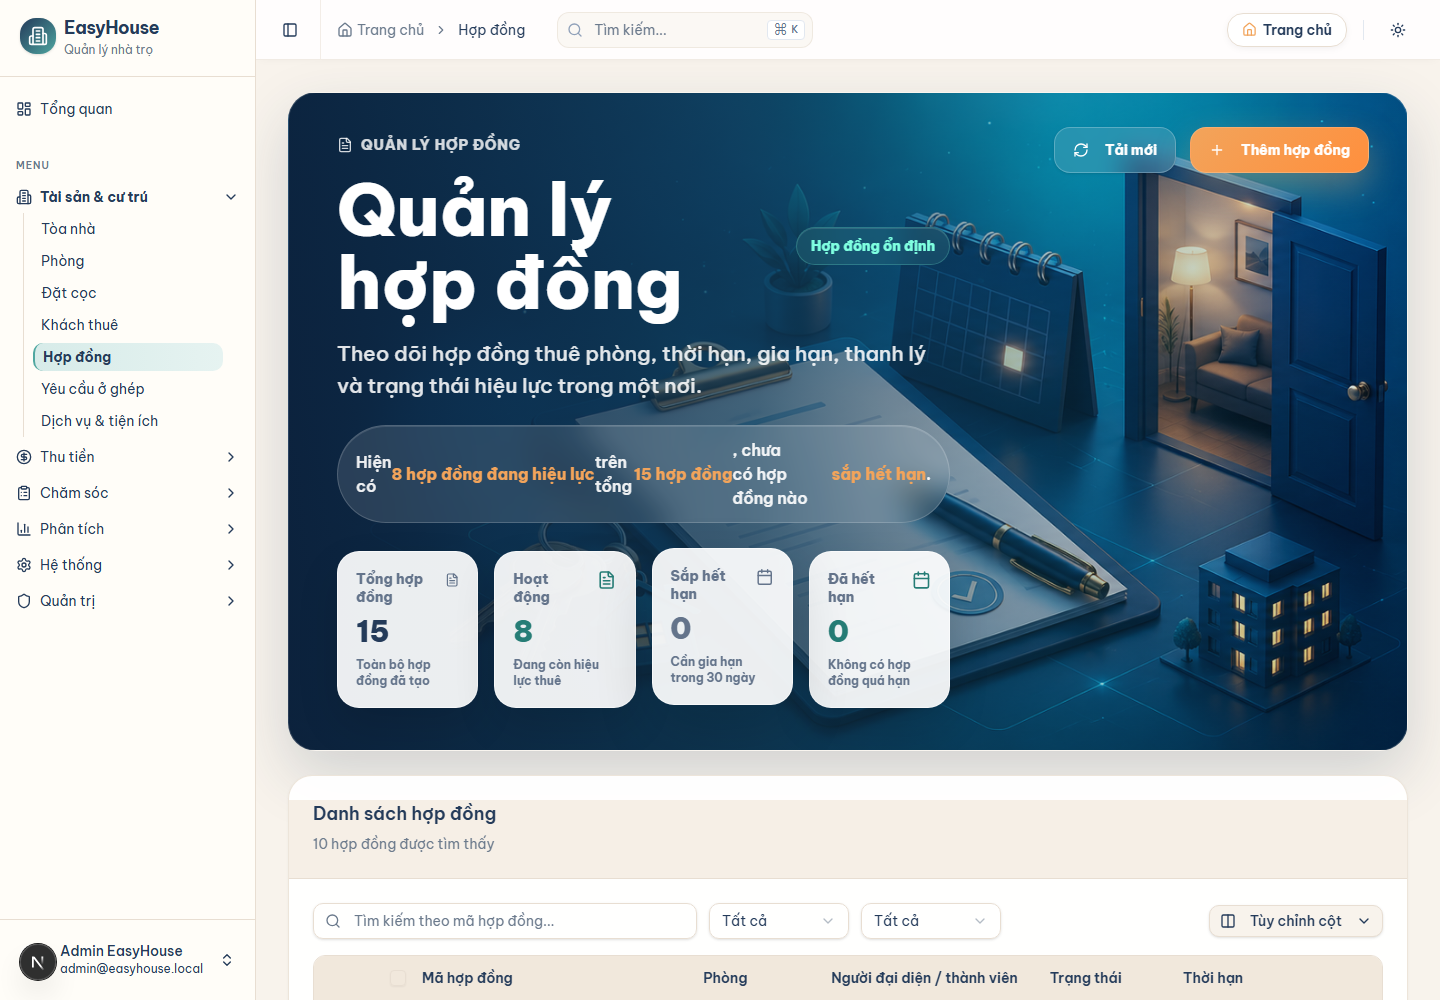 EasyHouse
Quản lý nhà trọ
Tổng quan
MENU
Tài sản & cư trú
Tòa nhà
Phòng
Đặt cọc
Khách thuê
Hợp đồng
Yêu cầu ở ghép
Dịch vụ & tiện ích
Thu tiền
Chăm sóc
Phân tích
Hệ thống
Quản trị
N
Admin EasyHouse
admin@easyhouse.local
Trang chủ
Hợp đồng
Tìm kiếm...
⌘ K
Trang chủ
QUẢN LÝ HỢP ĐỒNG
Tải mới
Thêm hợp đồng
Quản lý
hợp đồng
Hợp đồng ổn định
Theo dõi hợp đồng thuê phòng, thời hạn, gia hạn, thanh lý
và trạng thái hiệu lực trong một nơi.
Hiện
có
8 hợp đồng đang hiệu lực
trên
tổng
15 hợp đồng
, chưa
có hợp
đồng nào
sắp hết hạn.
Tổng hợp
đồng
15
Toàn bộ hợp
đồng đã tạo
Hoạt
động
8
Đang còn hiệu
lực thuê
Sắp hết
hạn
0
Cần gia hạn
trong 30 ngày
Đã hết
hạn
0
Không có hợp
đồng quá hạn
Danh sách hợp đồng
10 hợp đồng được tìm thấy
Tìm kiếm theo mã hợp đồng...
Tất cả
Tất cả
Tùy chỉnh cột
Mã hợp đồng
Phòng
Người đại diện / thành viên
Trạng thái
Thời hạn